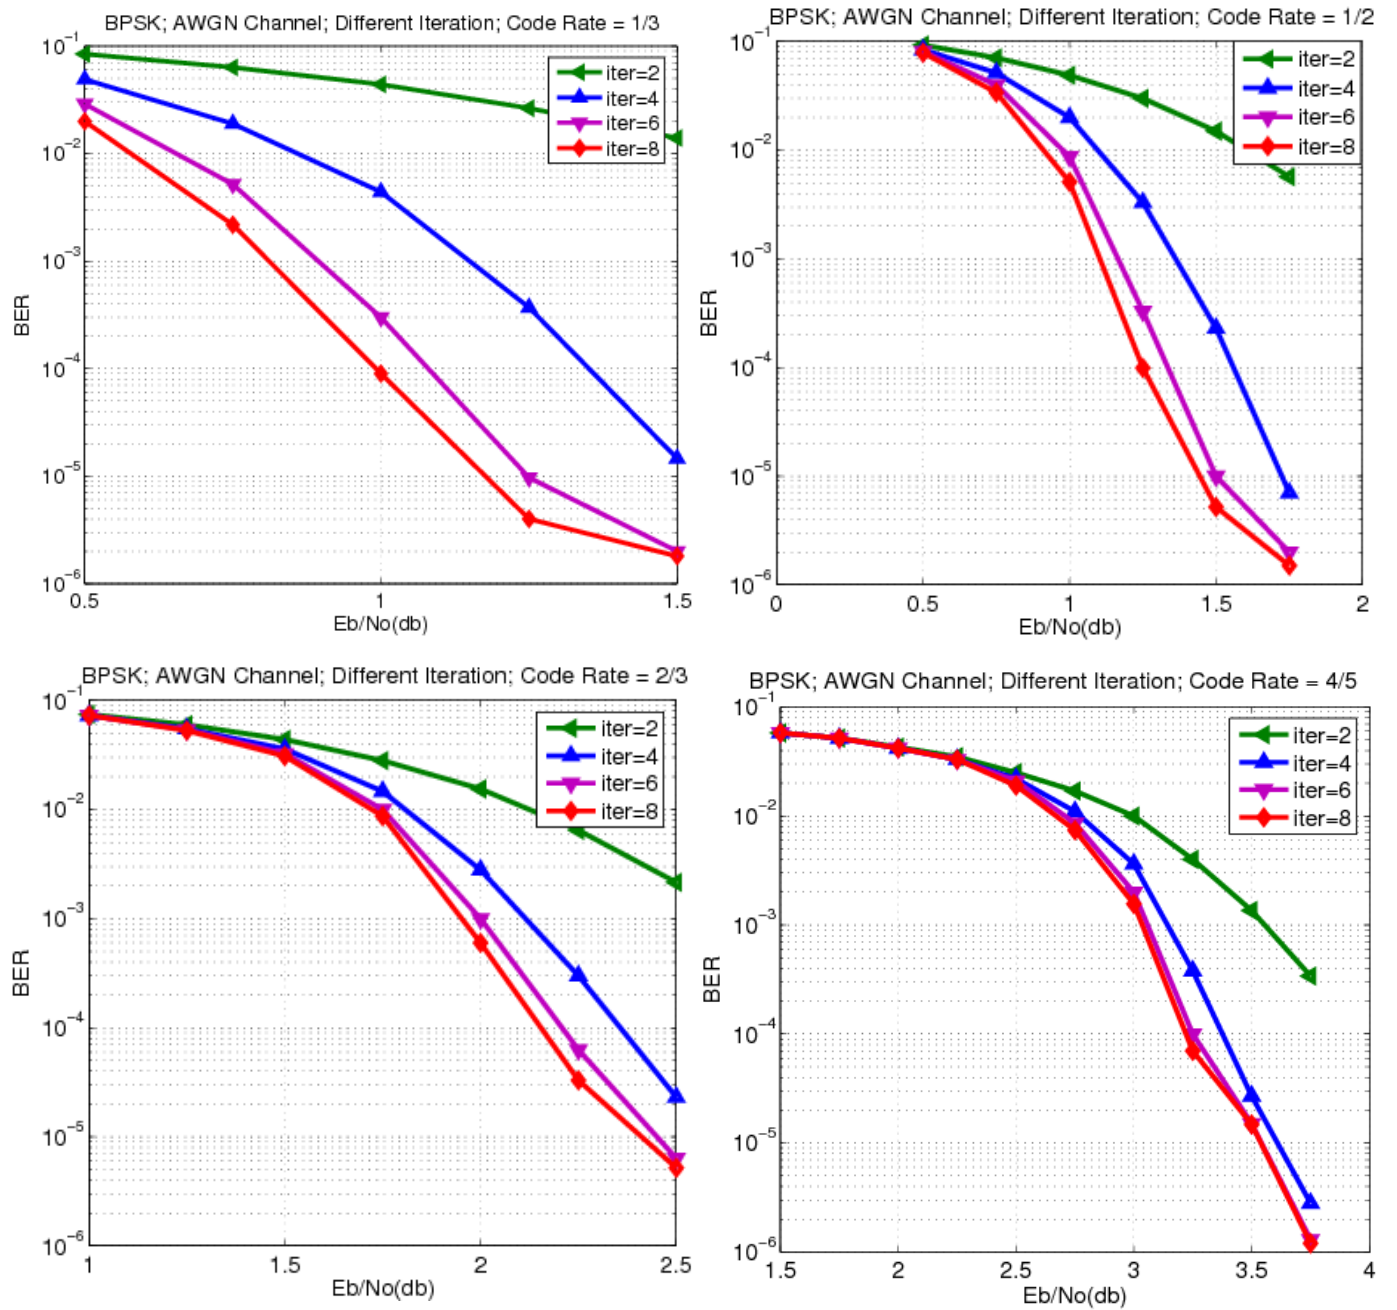 BPSK; AWGN Channel; Different Iteration; Code Rate = 1/3
10^-1
10^-2
10^-3
10^-4
10^-5
10^-6
BER
iter=2
iter=4
iter=6
iter=8
0.5 1 1.5
Eb/No(db)
BPSK; AWGN Channel; Different Iteration; Code Rate = 1/2
10^-1
10^-2
10^-3
10^-4
10^-5
10^-6
BER
iter=2
iter=4
iter=6
iter=8
0 0.5 1 1.5 2
Eb/No(db)
BPSK; AWGN Channel; Different Iteration; Code Rate = 2/3
10^-1
10^-2
10^-3
10^-4
10^-5
10^-6
BER
iter=2
iter=4
iter=6
iter=8
1 1.5 2 2.5
Eb/No(db)
BPSK; AWGN Channel; Different Iteration; Code Rate = 4/5
10^-1
10^-2
10^-3
10^-4
10^-5
10^-6
BER
iter=2
iter=4
iter=6
iter=8
1.5 2 2.5 3 3.5 4
Eb/No(db)